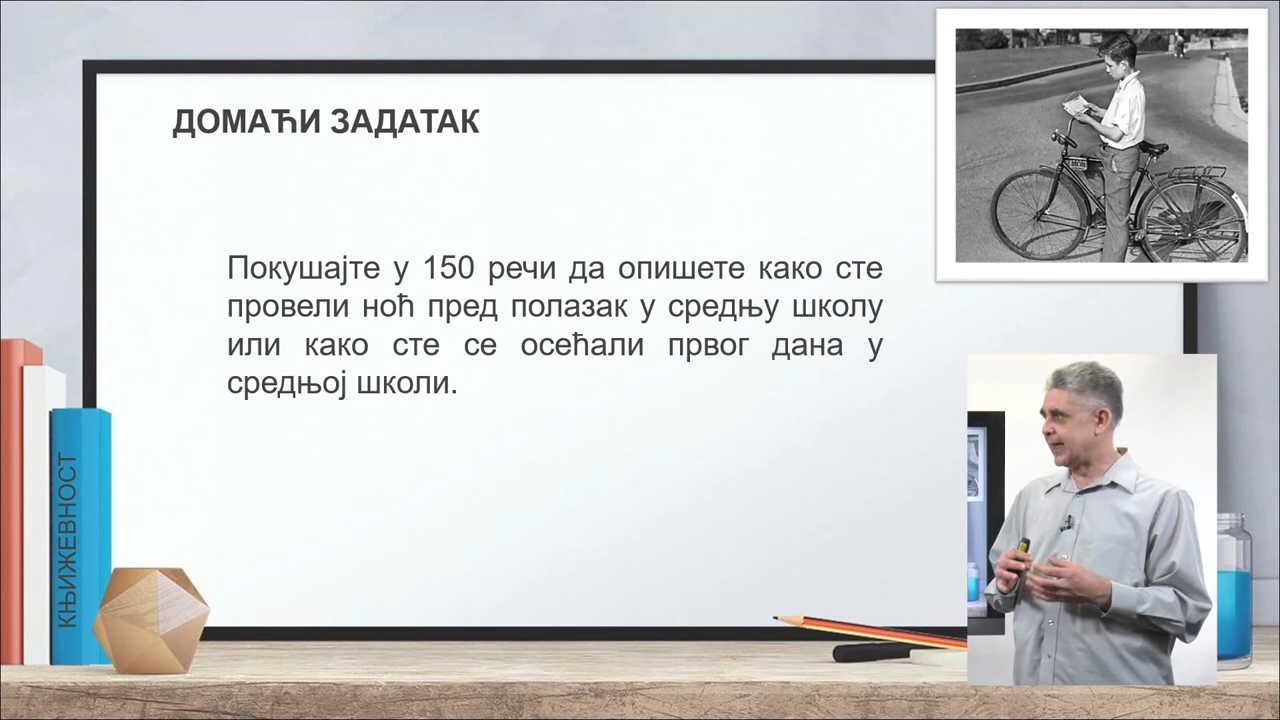 ДОМАЋИ ЗАДАТАК
Покушајте у 150 речи да опишете како сте
провели ноћ пред полазак у средњу школу
или како сте се осећали првог дана у
средњој школи.
КЊИЖЕВНОСТ